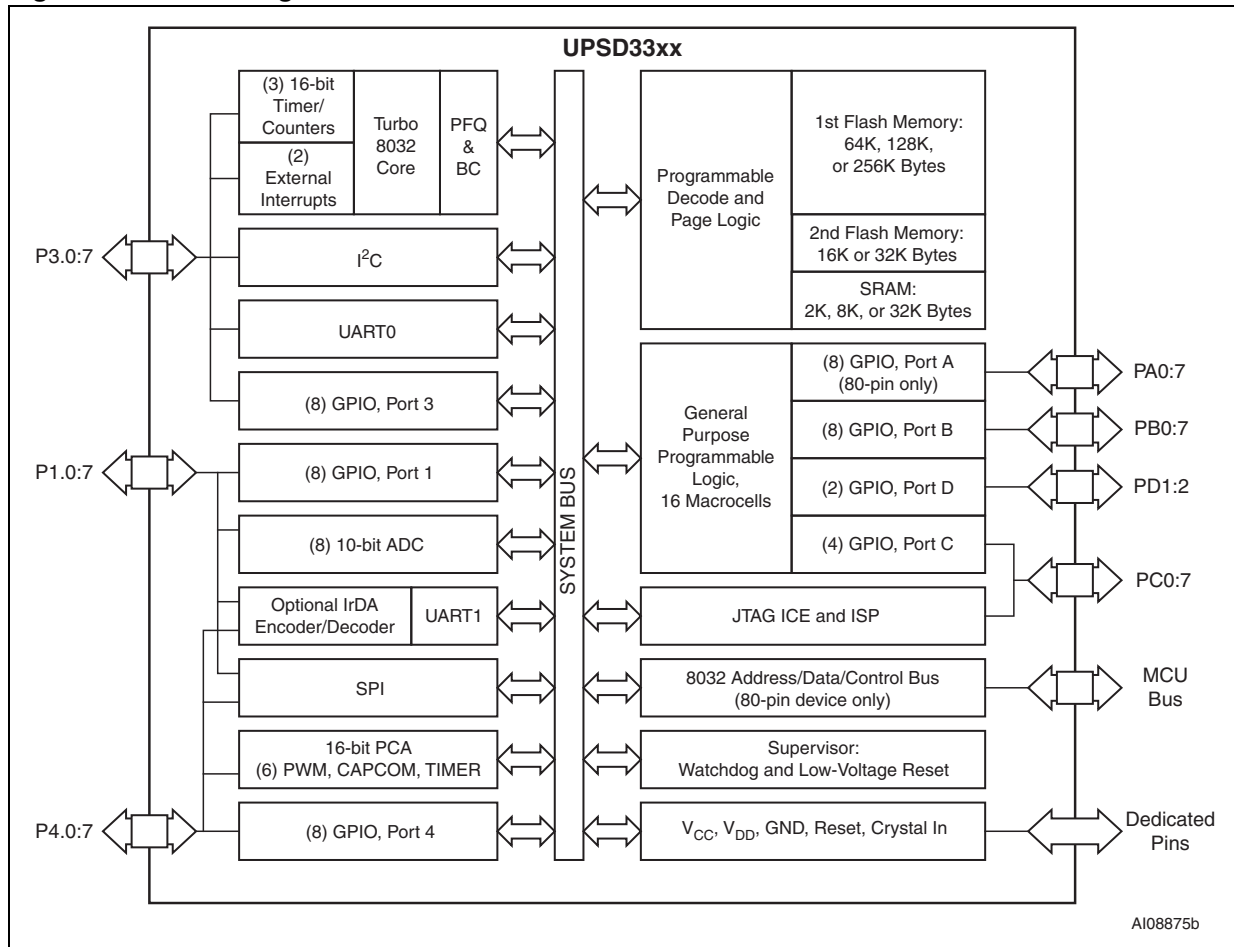 UPSD33xx
(3) 16-bit
Timer/
Counters
(2)
External
Interrupts
Turbo
8032
Core
PFQ
&
BC
I²C
UART0
(8) GPIO, Port 3
(8) GPIO, Port 1
(8) 10-bit ADC
Optional IrDA
Encoder/Decoder
UART1
SPI
16-bit PCA
(6) PWM, CAPCOM, TIMER
(8) GPIO, Port 4
P3.0:7
P1.0:7
P4.0:7
SYSTEM BUS
Programmable
Decode and
Page Logic
1st Flash Memory:
64K, 128K,
or 256K Bytes
2nd Flash Memory:
16K or 32K Bytes
SRAM:
2K, 8K, or 32K Bytes
General
Purpose
Programmable
Logic,
16 Macrocells
(8) GPIO, Port A
(80-pin only)
(8) GPIO, Port B
(2) GPIO, Port D
(4) GPIO, Port C
JTAG ICE and ISP
8032 Address/Data/Control Bus
(80-pin device only)
Supervisor:
Watchdog and Low-Voltage Reset
VCC, VDD, GND, Reset, Crystal In
PA0:7
PB0:7
PD1:2
PC0:7
MCU
Bus
Dedicated
Pins
AI08875b